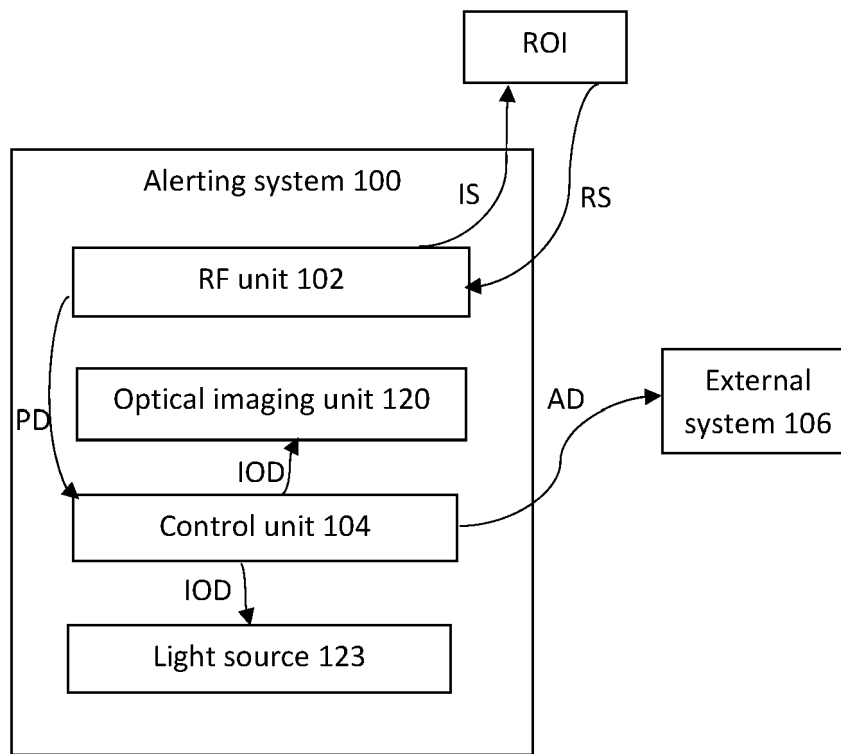 ROI
Alerting system 100
IS
RS
RF unit 102
Optical imaging unit 120
AD
External
system 106
PD
IOD
Control unit 104
IOD
Light source 123